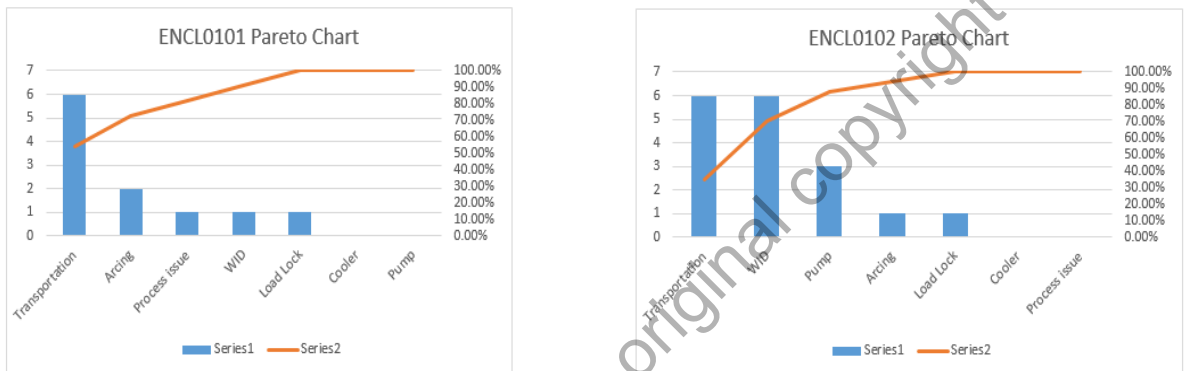 ENCL0101 Pareto Chart
7
6
5
4
3
2
1
0
100.00%
90.00%
80.00%
70.00%
60.00%
50.00%
40.00%
30.00%
20.00%
10.00%
0.00%
Transportation
Arcing
Process issue
WID
Load Lock
Cooler
Pump
Series1 Series2
ENCL0102 Pareto Chart
7
6
5
4
3
2
1
0
100.00%
90.00%
80.00%
70.00%
60.00%
50.00%
40.00%
30.00%
20.00%
10.00%
0.00%
Transportation
WID
Pump
Arcing
Load Lock
Cooler
Process issue
Series1 Series2
original copyright